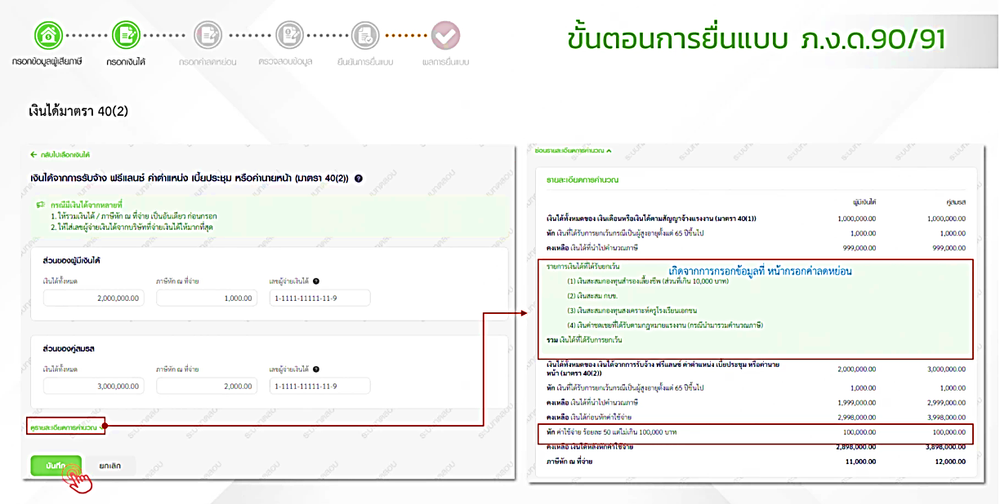 ขั้นตอนการยื่นแบบ ภ.ง.ด.90/91
กรอกข้อมูลผู้เสียภาษี
กรอกเงินได้
กรอกค่าลดหย่อน
ตรวจสอบข้อมูล
ยืนยันการยื่นแบบ
ผลการยื่นแบบ
เงินได้มาตรา 40(2)
กลับไปเลือกเงินได้
เงินได้จากการรับจ้าง ฟรีแลนซ์ ค่าตำแหน่ง เบี้ยประชุม หรือค่านายหน้า (มาตรา 40(2))
กรณีมีเงินได้จากหลายที่
1. ให้รวมเงินได้ / ภาษีหัก ณ ที่จ่าย เป็นอันเดียว ก่อนกรอก
2. ให้ใส่เลขผู้จ่ายเงินได้จากบริษัทที่จ่ายเงินได้ให้มากที่สุด
ส่วนของผู้มีเงินได้
เงินได้ทั้งหมด ภาษีหัก ณ ที่จ่าย เลขผู้จ่ายเงินได้
2,000,000.00 1,000.00 1-1111-11111-11-9
ส่วนของคู่สมรส
เงินได้ทั้งหมด ภาษีหัก ณ ที่จ่าย เลขผู้จ่ายเงินได้
3,000,000.00 2,000.00 1-1111-11111-11-9
ดูรายละเอียดการคำนวณ
บันทึก ยกเลิก
ซ่อนรายละเอียดการคำนวณ
รายละเอียดการคำนวณ
ผู้มีเงินได้ คู่สมรส
เงินได้ทั้งหมดของ เงินเดือนหรือเงินได้ตามสัญญาจ้างแรงงาน (มาตรา 40(1)) 1,000,000.00 1,000,000.00
หัก เงินที่ได้รับการยกเว้นกรณีเป็นผู้สูงอายุตั้งแต่ 65 ปีขึ้นไป 1,000.00 1,000.00
คงเหลือ เงินได้ที่นำไปคำนวณภาษี 999,000.00 999,000.00
รายการเงินได้ที่ได้รับยกเว้น
เกิดจากการกรอกข้อมูลที่ หน้ากรอกค่าลดหย่อน
(1) เงินสะสมกองทุนสำรองเลี้ยงชีพ (ส่วนที่เกิน 10,000 บาท)
(2) เงินสะสม กบข.
(3) เงินสะสมกองทุนสงเคราะห์ครูโรงเรียนเอกชน
(4) เงินค่าชดเชยที่ได้รับตามกฎหมายแรงงาน (กรณีนำมารวมคำนวณภาษี)
รวม เงินได้ที่ได้รับการยกเว้น
เงินได้ทั้งหมดของ เงินได้จากการรับจ้าง ฟรีแลนซ์ ค่าตำแหน่ง เบี้ยประชุม หรือค่านาย
หน้า (มาตรา 40(2)) 2,000,000.00 3,000,000.00
หัก เงินที่ได้รับการยกเว้นกรณีเป็นผู้สูงอายุตั้งแต่ 65 ปีขึ้นไป 1,000.00 1,000.00
คงเหลือ เงินได้ที่นำไปคำนวณภาษี 1,999,000.00 2,999,000.00
คงเหลือ เงินได้ก่อนหักค่าใช้จ่าย 2,998,000.00 3,998,000.00
หัก ค่าใช้จ่าย ร้อยละ 50 แต่ไม่เกิน 100,000 บาท 100,000.00 100,000.00
คงเหลือ เงินได้หลังหักค่าใช้จ่าย 2,898,000.00 3,898,000.00
ภาษีหัก ณ ที่จ่าย 11,000.00 12,000.00